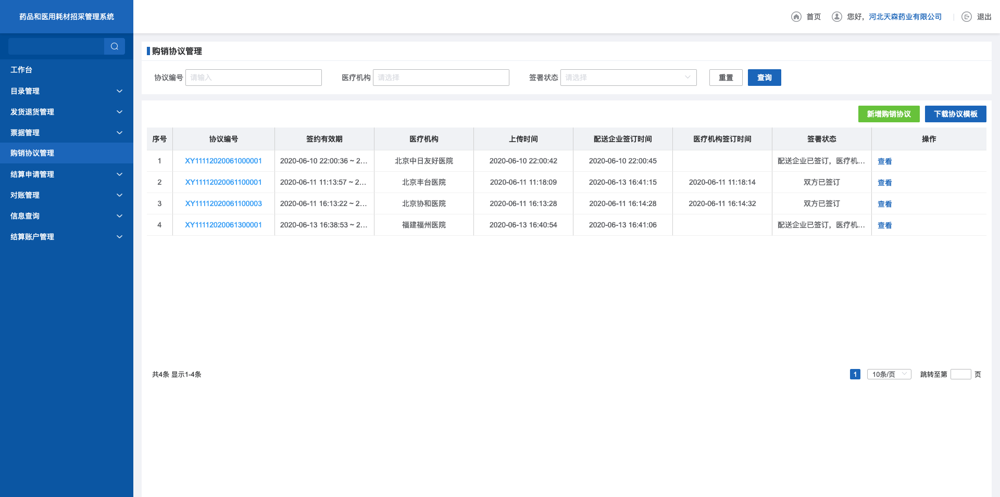 药品和医用耗材招采管理系统
首页 您好，河北天森药业有限公司 退出
工作台
目录管理
发货退货管理
票据管理
购销协议管理
结算申请管理
对账管理
信息查询
结算账户管理
购销协议管理
协议编号 请输入 医疗机构 请选择 签署状态 请选择 重置 查询
新增购销协议 下载协议模板
序号 协议编号 签约有效期 医疗机构 上传时间 配送企业签订时间 医疗机构签订时间 签署状态 操作
1 XY11112020061000001 2020-06-10 22:00:36 ~ 2... 北京中日友好医院 2020-06-10 22:00:42 2020-06-10 22:00:45 配送企业已签订，医疗机... 查看
2 XY11112020061100001 2020-06-11 11:13:57 ~ 2... 北京丰台医院 2020-06-11 11:18:09 2020-06-13 16:41:15 2020-06-11 11:18:14 双方已签订 查看
3 XY11112020061100003 2020-06-11 16:13:22 ~ 2... 北京协和医院 2020-06-11 16:13:28 2020-06-11 16:14:28 2020-06-11 16:14:32 双方已签订 查看
4 XY11112020061300001 2020-06-13 16:38:53 ~ 2... 福建福州医院 2020-06-13 16:40:54 2020-06-13 16:41:06 配送企业已签订，医疗机... 查看
共4条 显示1-4条 1 10条/页 跳转至第 页